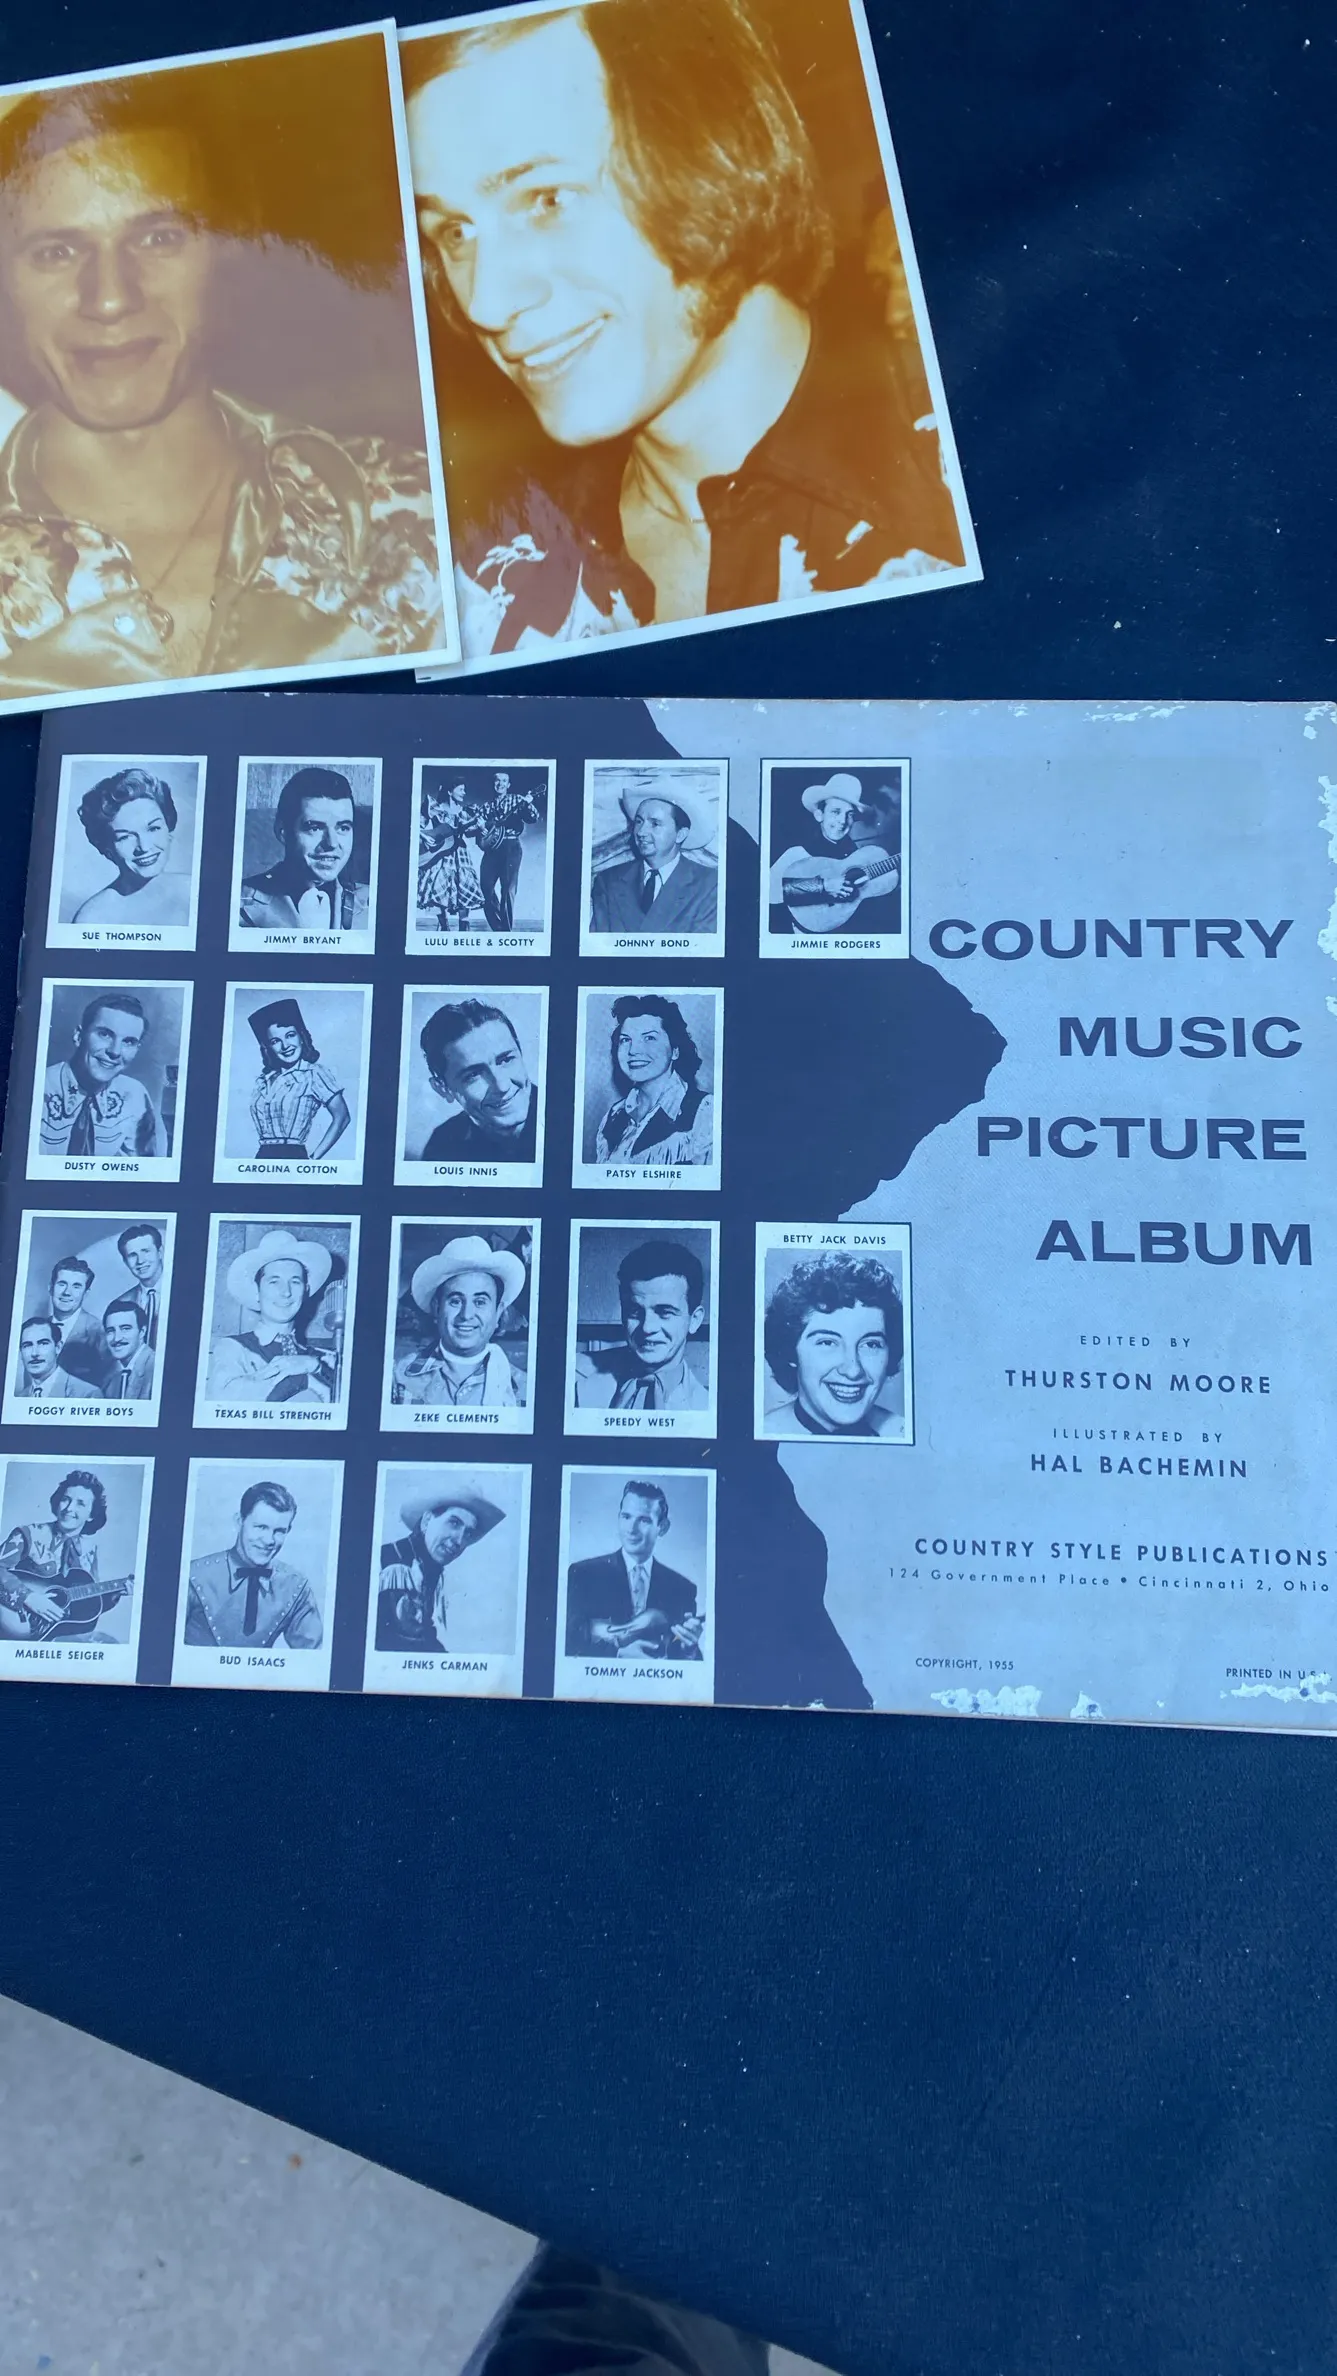 SUE THOMPSON
JIMMY BRYANT
LULU BELLE & SCOTTY
JOHNNY BOND
JIMMIE RODGERS
DUSTY OWENS
CAROLINA COTTON
LOUIS INNIS
PATSY ELSHIRE
FOGGY RIVER BOYS
TEXAS BILL STRENGTH
ZEKE CLEMENTS
SPEEDY WEST
BETTY JACK DAVIS
MABELLE SEIGER
BUD ISAACS
JENKS CARMAN
TOMMY JACKSON
COUNTRY
MUSIC
PICTURE
ALBUM
EDITED BY
THURSTON MOORE
ILLUSTRATED BY
HAL BACHEMIN
COUNTRY STYLE PUBLICATIONS
124 Government Place • Cincinnati 2, Ohio
COPYRIGHT, 1955
PRINTED IN